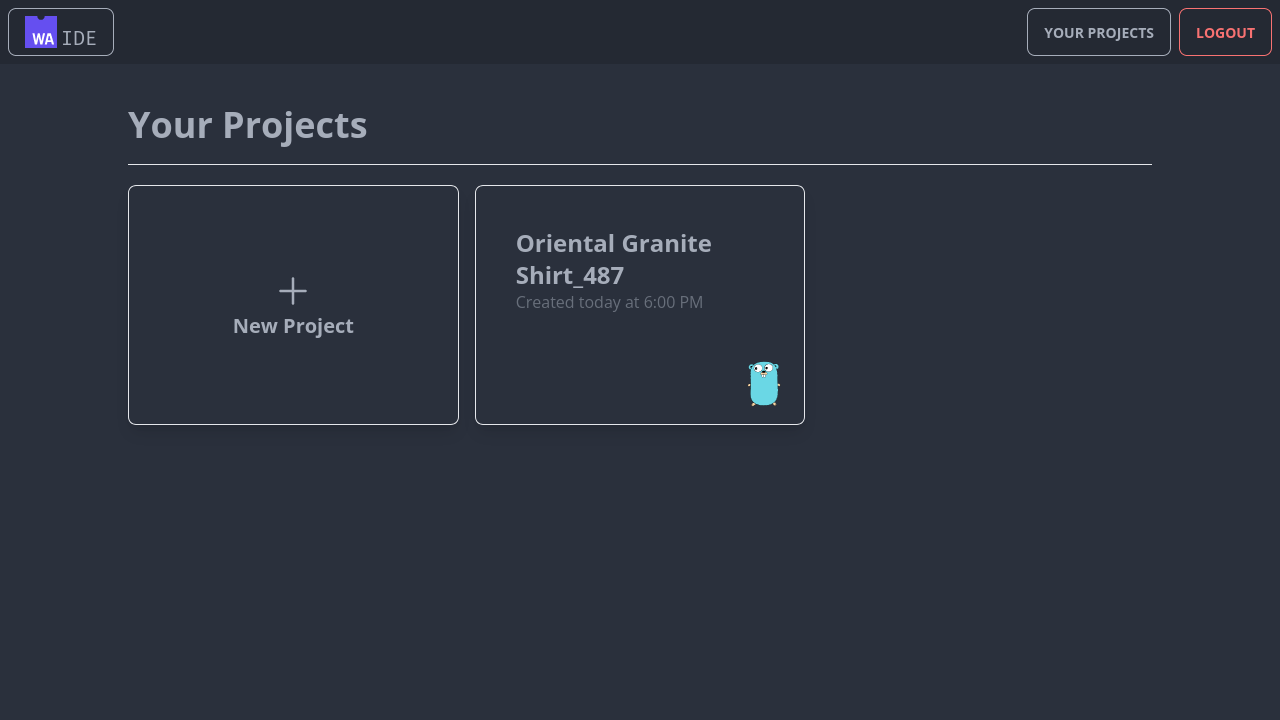 WA IDE
YOUR PROJECTS
LOGOUT
Your Projects
New Project
Oriental Granite
Shirt_487
Created today at 6:00 PM